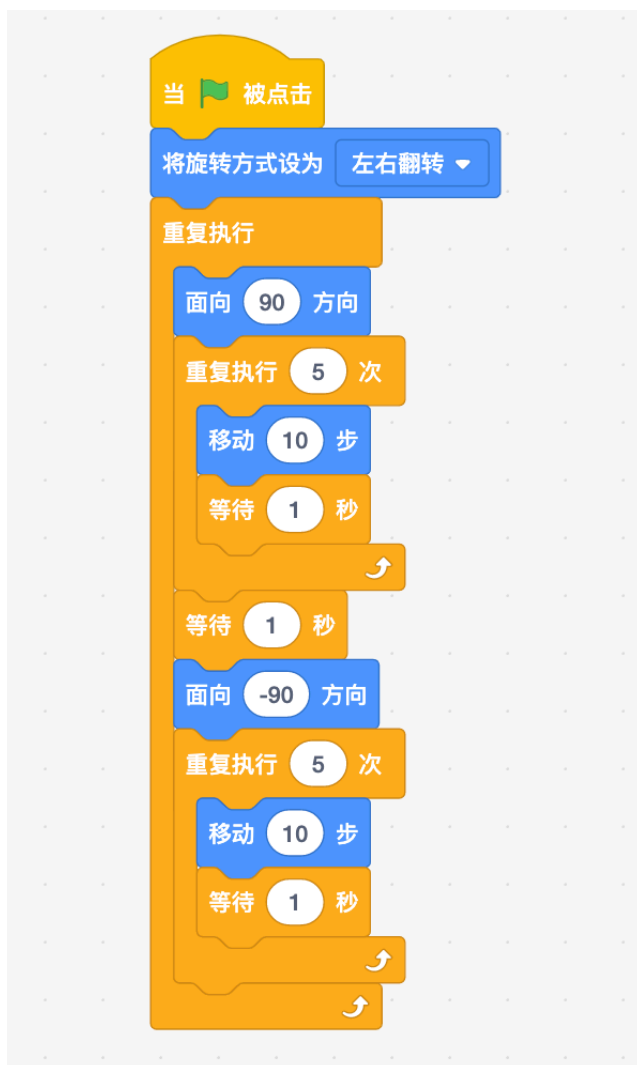 当 被点击
将旋转方式设为 左右翻转
重复执行
面向 90 方向
重复执行 5 次
移动 10 步
等待 1 秒
等待 1 秒
面向 -90 方向
重复执行 5 次
移动 10 步
等待 1 秒